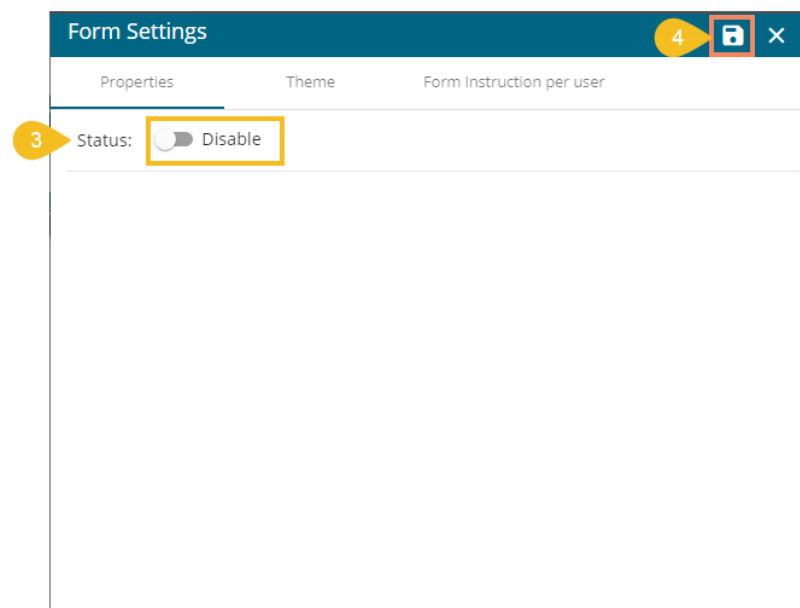 Form Settings
4
Properties
Theme
Form Instruction per user
3
Status:
Disable